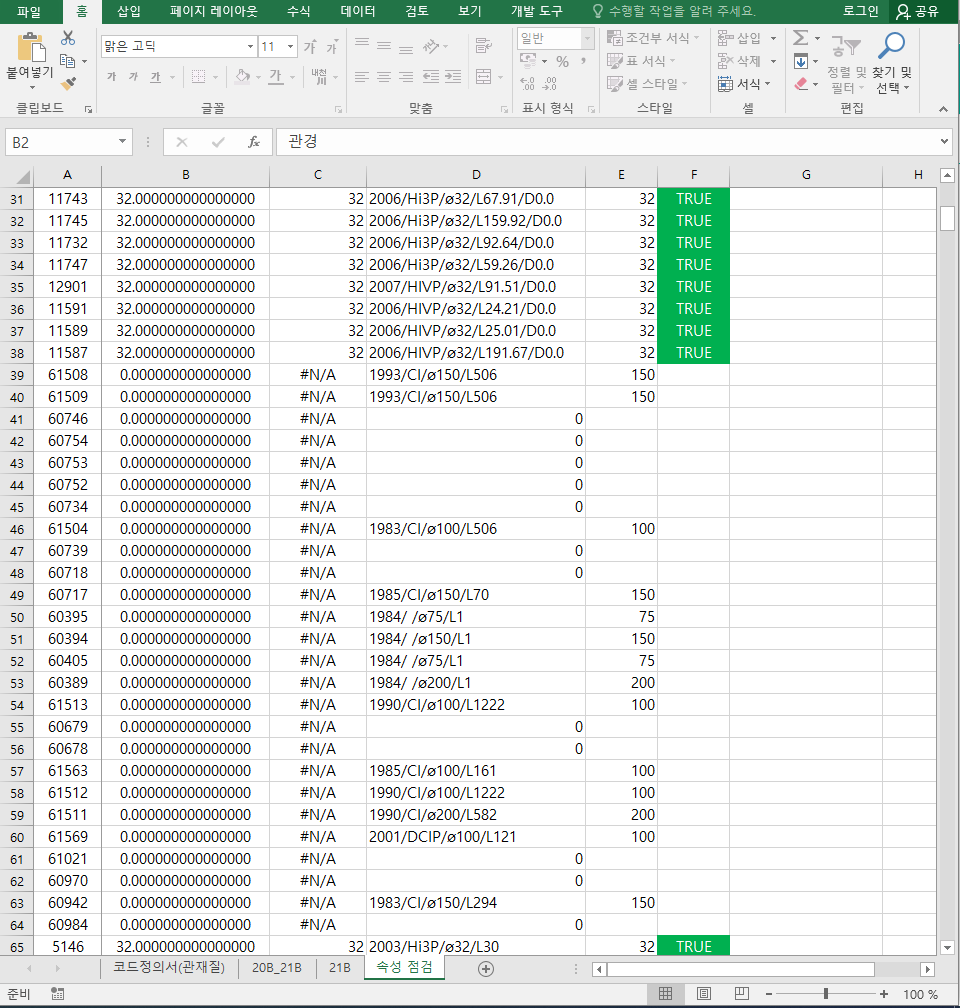 파일 홈 삽입 페이지 레이아웃 수식 데이터 검토 보기 개발 도구 수행할 작업을 알려 주세요. 로그인 공유
맑은 고딕 11 일반 조건부 서식 삽입
붙여넣기 가 가 가 가 내천 % , 표 서식 삭제 정렬 및 찾기 및
셀 스타일 서식 필터 선택
클립보드 글꼴 맞춤 표시 형식 스타일 셀 편집
B2 fx 관경
A B C D E F G H
31 11743 32.000000000000000 32 2006/Hi3P/ø32/L67.91/D0.0 32 TRUE
32 11745 32.000000000000000 32 2006/Hi3P/ø32/L159.92/D0.0 32 TRUE
33 11732 32.000000000000000 32 2006/Hi3P/ø32/L92.64/D0.0 32 TRUE
34 11747 32.000000000000000 32 2006/Hi3P/ø32/L59.26/D0.0 32 TRUE
35 12901 32.000000000000000 32 2007/HIVP/ø32/L91.51/D0.0 32 TRUE
36 11591 32.000000000000000 32 2006/HIVP/ø32/L24.21/D0.0 32 TRUE
37 11589 32.000000000000000 32 2006/HIVP/ø32/L25.01/D0.0 32 TRUE
38 11587 32.000000000000000 32 2006/HIVP/ø32/L191.67/D0.0 32 TRUE
39 61508 0.000000000000000 #N/A 1993/CI/ø150/L506 150
40 61509 0.000000000000000 #N/A 1993/CI/ø150/L506 150
41 60746 0.000000000000000 #N/A 0
42 60754 0.000000000000000 #N/A 0
43 60753 0.000000000000000 #N/A 0
44 60752 0.000000000000000 #N/A 0
45 60734 0.000000000000000 #N/A 0
46 61504 0.000000000000000 #N/A 1983/CI/ø100/L506 100
47 60739 0.000000000000000 #N/A 0
48 60718 0.000000000000000 #N/A 0
49 60717 0.000000000000000 #N/A 1985/CI/ø150/L70 150
50 60395 0.000000000000000 #N/A 1984/ /ø75/L1 75
51 60394 0.000000000000000 #N/A 1984/ /ø150/L1 150
52 60405 0.000000000000000 #N/A 1984/ /ø75/L1 75
53 60389 0.000000000000000 #N/A 1984/ /ø200/L1 200
54 61513 0.000000000000000 #N/A 1990/CI/ø100/L1222 100
55 60679 0.000000000000000 #N/A 0
56 60678 0.000000000000000 #N/A 0
57 61563 0.000000000000000 #N/A 1985/CI/ø100/L161 100
58 61512 0.000000000000000 #N/A 1990/CI/ø100/L1222 100
59 61511 0.000000000000000 #N/A 1990/CI/ø200/L582 200
60 61569 0.000000000000000 #N/A 2001/DCIP/ø100/L121 100
61 61021 0.000000000000000 #N/A 0
62 60970 0.000000000000000 #N/A 0
63 60942 0.000000000000000 #N/A 1983/CI/ø150/L294 150
64 60984 0.000000000000000 #N/A 0
65 5146 32.000000000000000 32 2003/Hi3P/ø32/L30 32 TRUE
코드정의서(관재질) 20B_21B 21B 속성 점검
준비 100 %